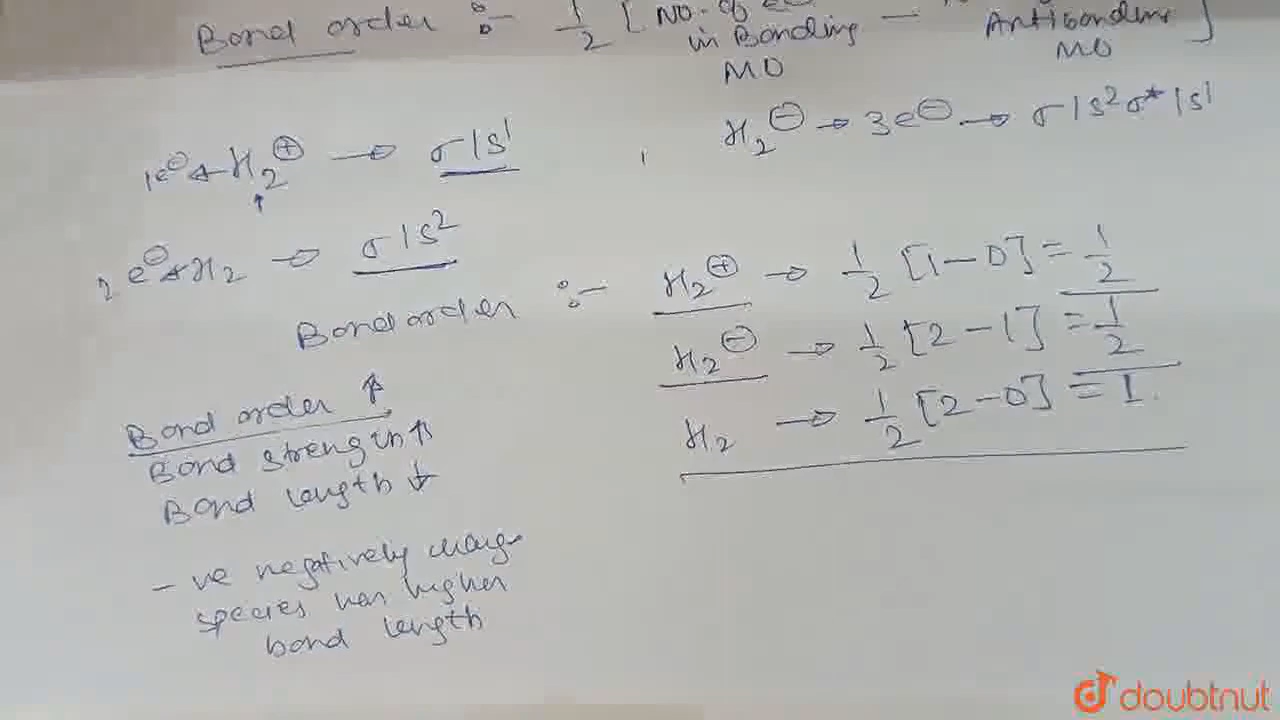 Bond order :- 1/2 [No. of in Bonding MO — Antibonding MO]
H2⊖ → 3e⊖ → σ1s² σ*1s¹
1e⊖ ← H2⊕ → σ1s¹
2e⊖ ← H2 → σ1s²
Bond order :- H2⊕ → 1/2 [1-0] = 1/2
H2⊖ → 1/2 [2-1] = 1/2
H2 → 1/2 [2-0] = 1.
Bond order ↑
Bond strength ↑
Bond length ↓
- ve negatively charge
species has higher
bond length
doubtnut